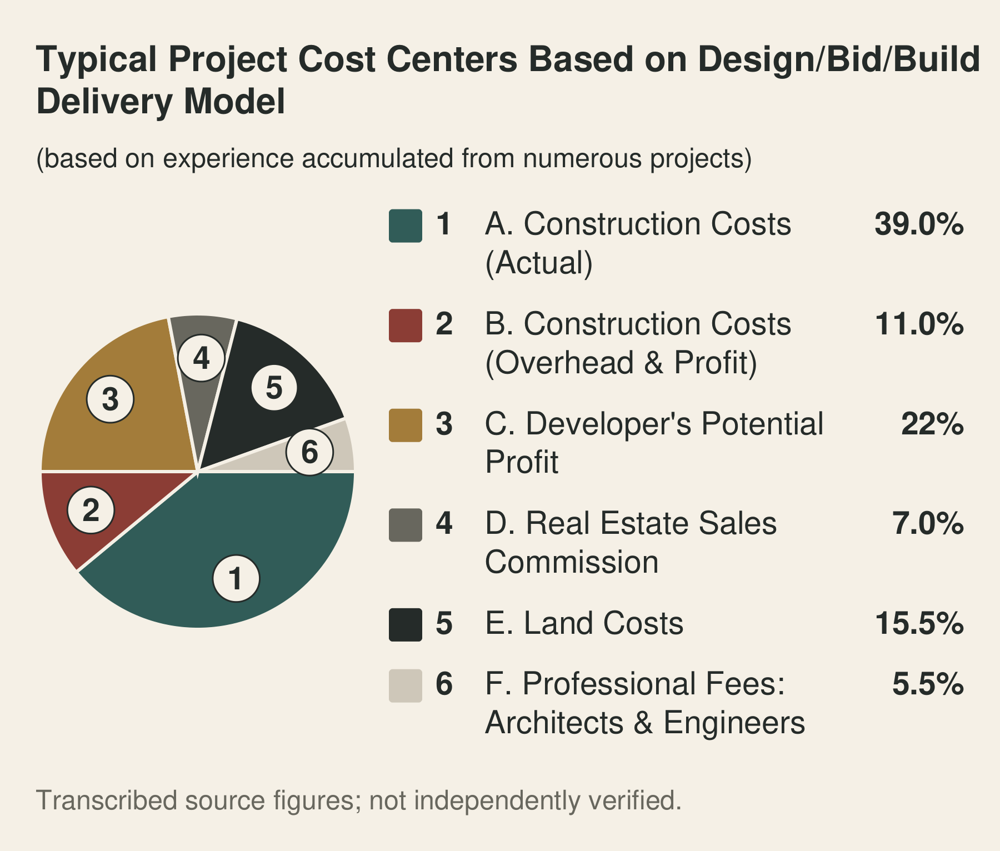 Typical Project Cost Centers Based on Design/Bid/Build
Delivery Model
(based on experience accumulated from numerous projects)
1 A. Construction Costs 39.0%
(Actual)
2 B. Construction Costs 11.0%
(Overhead & Profit)
3 C. Developer's Potential 22%
Profit
4 D. Real Estate Sales 7.0%
Commission
5 E. Land Costs 15.5%
6 F. Professional Fees: 5.5%
Architects & Engineers
4
5
3
6
2
1
Transcribed source figures; not independently verified.